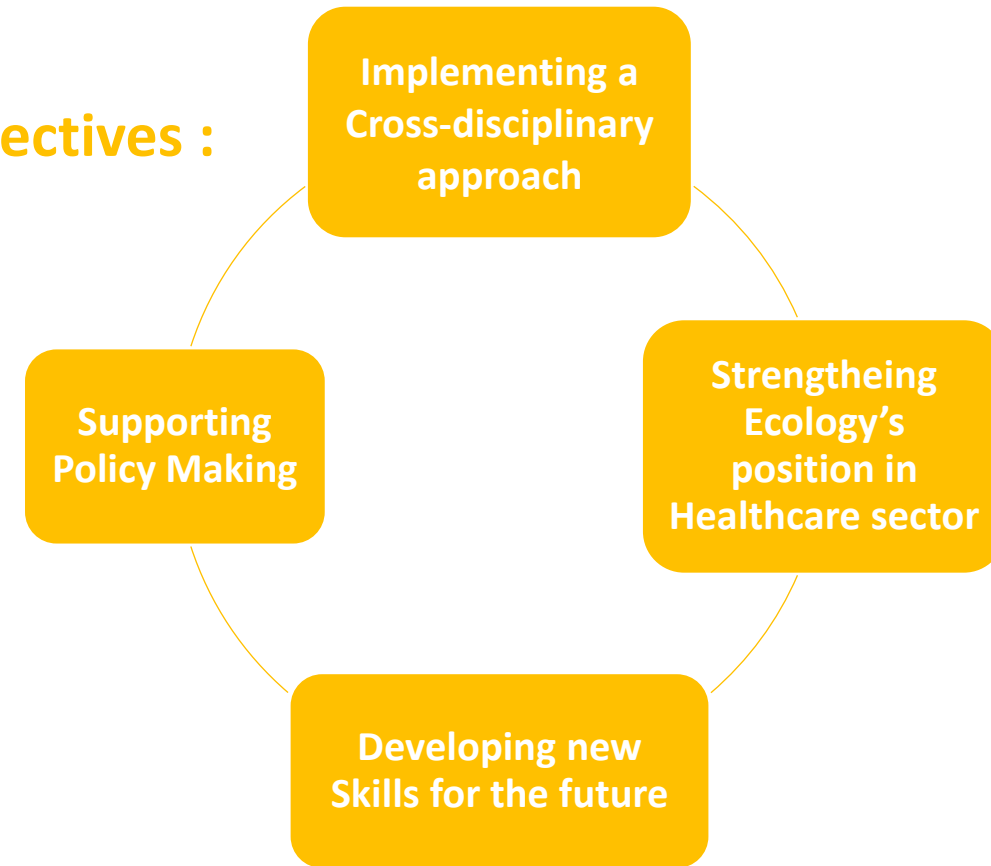 ectives :
Implementing a
Cross-disciplinary
approach
Strengtheing
Ecology’s
position in
Healthcare sector
Developing new
Skills for the future
Supporting
Policy Making